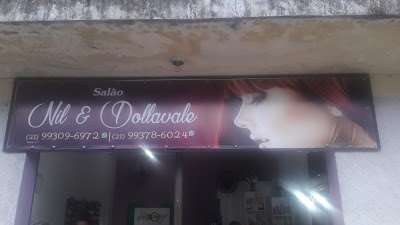 Salão
Nil & Dollavale
(21) 99309-6972 | (21) 99378-6024